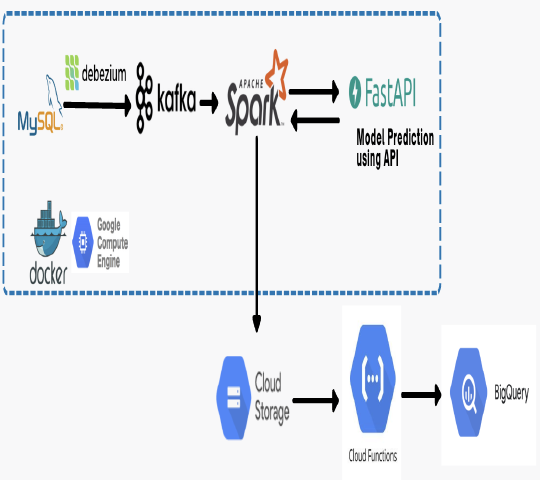 debezium
MySQL
kafka
APACHE
Spark
FastAPI
Model Prediction
using API
docker
Google
Compute
Engine
Cloud
Storage
Cloud Functions
BigQuery